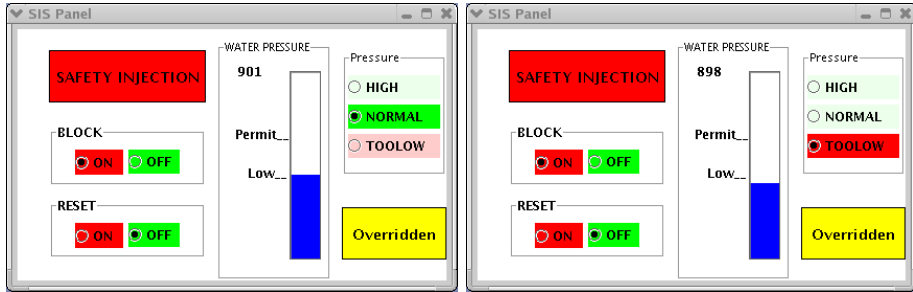 SIS Panel
SAFETY INJECTION
BLOCK
ON OFF
RESET
ON OFF
WATER PRESSURE
901
Permit__
Low__
Pressure
HIGH
NORMAL
TOOLOW
Overridden
SIS Panel
SAFETY INJECTION
BLOCK
ON OFF
RESET
ON OFF
WATER PRESSURE
898
Permit__
Low__
Pressure
HIGH
NORMAL
TOOLOW
Overridden